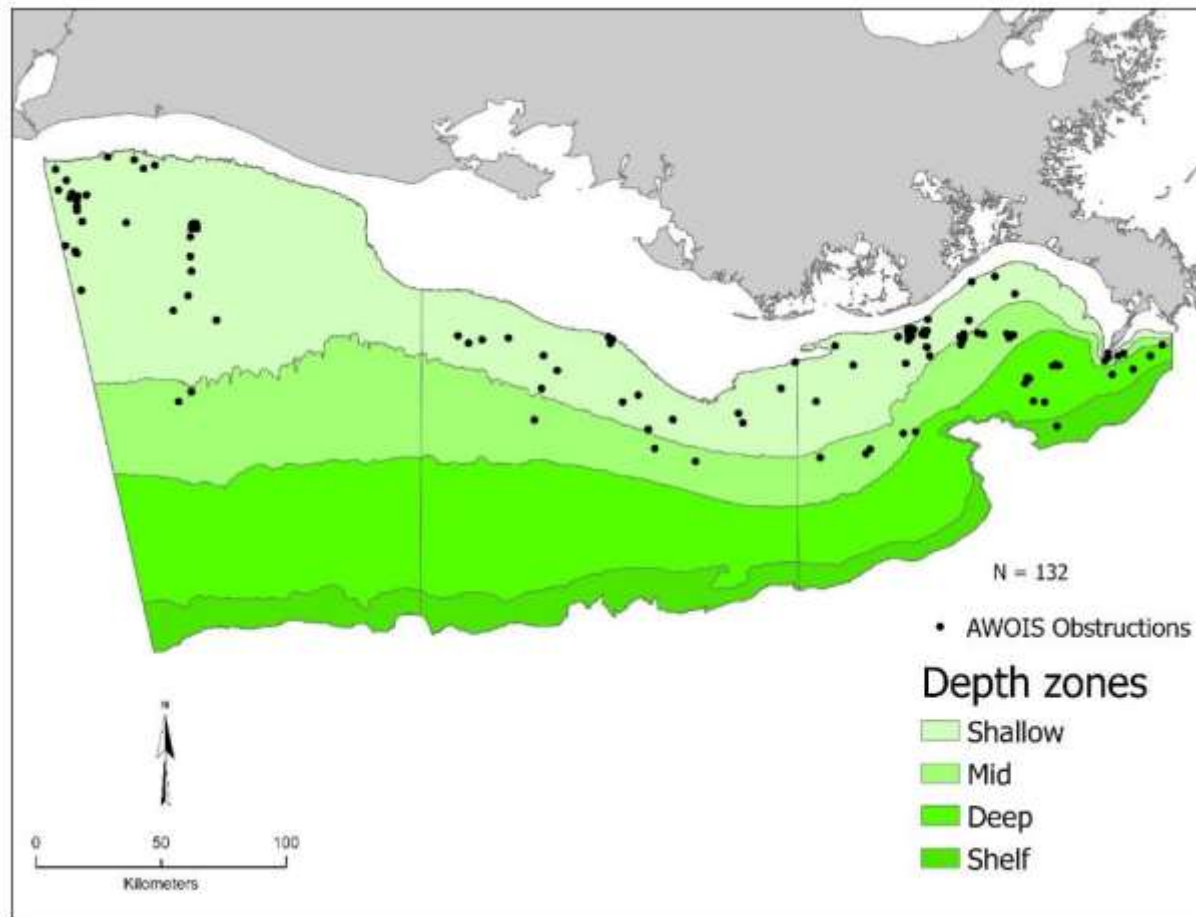 N = 132
AWOIS Obstructions
Depth zones
Shallow
Mid
Deep
Shelf
N
0 50 100
Kilometers